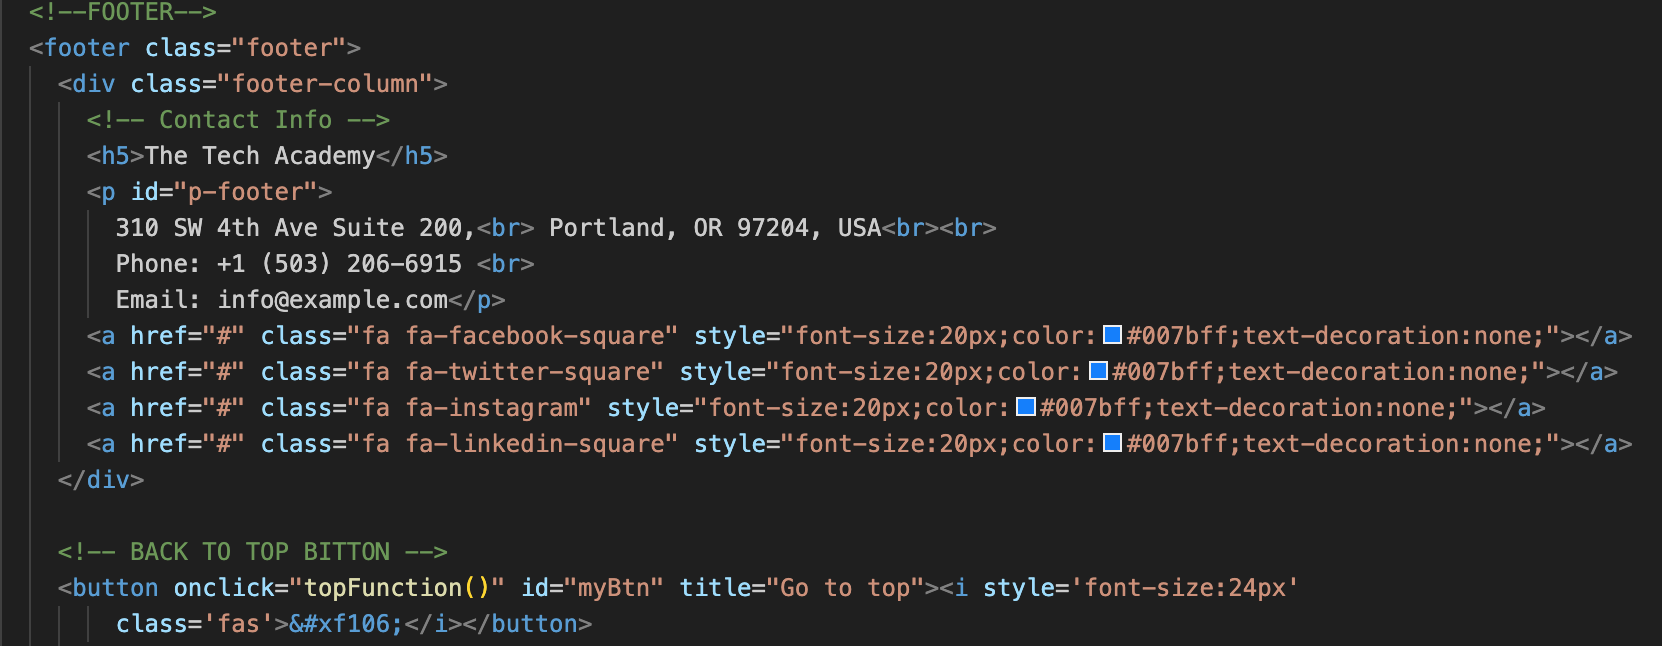 <!--FOOTER-->
<footer class="footer">
<div class="footer-column">
<!-- Contact Info -->
<h5>The Tech Academy</h5>
<p id="p-footer">
310 SW 4th Ave Suite 200,<br> Portland, OR 97204, USA<br><br>
Phone: +1 (503) 206-6915 <br>
Email: info@example.com</p>
<a href="#" class="fa fa-facebook-square" style="font-size:20px;color:#007bff;text-decoration:none;"></a>
<a href="#" class="fa fa-twitter-square" style="font-size:20px;color:#007bff;text-decoration:none;"></a>
<a href="#" class="fa fa-instagram" style="font-size:20px;color:#007bff;text-decoration:none;"></a>
<a href="#" class="fa fa-linkedin-square" style="font-size:20px;color:#007bff;text-decoration:none;"></a>
</div>
<!-- BACK TO TOP BITTON -->
<button onclick="topFunction()" id="myBtn" title="Go to top"><i style='font-size:24px'
class='fas'>&#xf106;</i></button>